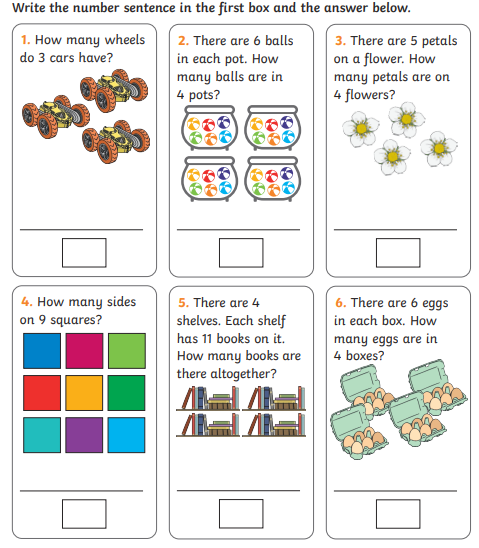 Write the number sentence in the first box and the answer below.
1. How many wheels
do 3 cars have?
2. There are 6 balls
in each pot. How
many balls are in
4 pots?
3. There are 5 petals
on a flower. How
many petals are on
4 flowers?
4. How many sides
on 9 squares?
5. There are 4
shelves. Each shelf
has 11 books on it.
How many books are
there altogether?
6. There are 6 eggs
in each box. How
many eggs are in
4 boxes?